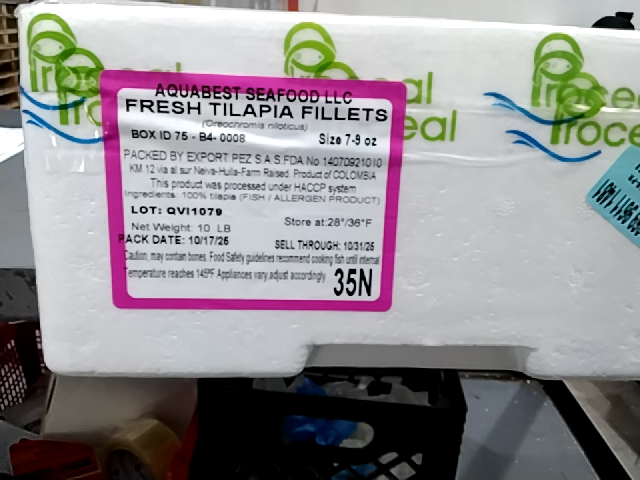 AQUABEST SEAFOOD LLC
FRESH TILAPIA FILLETS
(Oreochromis niloticus)
BOX ID 75 - B4- 0008 Size 7-9 oz
PACKED BY EXPORT PEZ S A S.FDA No 14070921010
KM 12 via al sur Neiva-Huila-Farm Raised. Product of COLOMBIA
This product was processed under HACCP system
Ingredients: 100% tilapia (FISH / ALLERGEN PRODUCT)
LOT: QVI1079
Net Weight: 10 LB Store at:28°/36°F
PACK DATE: 10/17/25 SELL THROUGH: 10/31/25
Caution, may contain bones. Food Safety guidelines recommend cooking fish until internal
Temperature reaches 145°F Appliances vary,adjust accordingly
35N
Proceal
Proceal